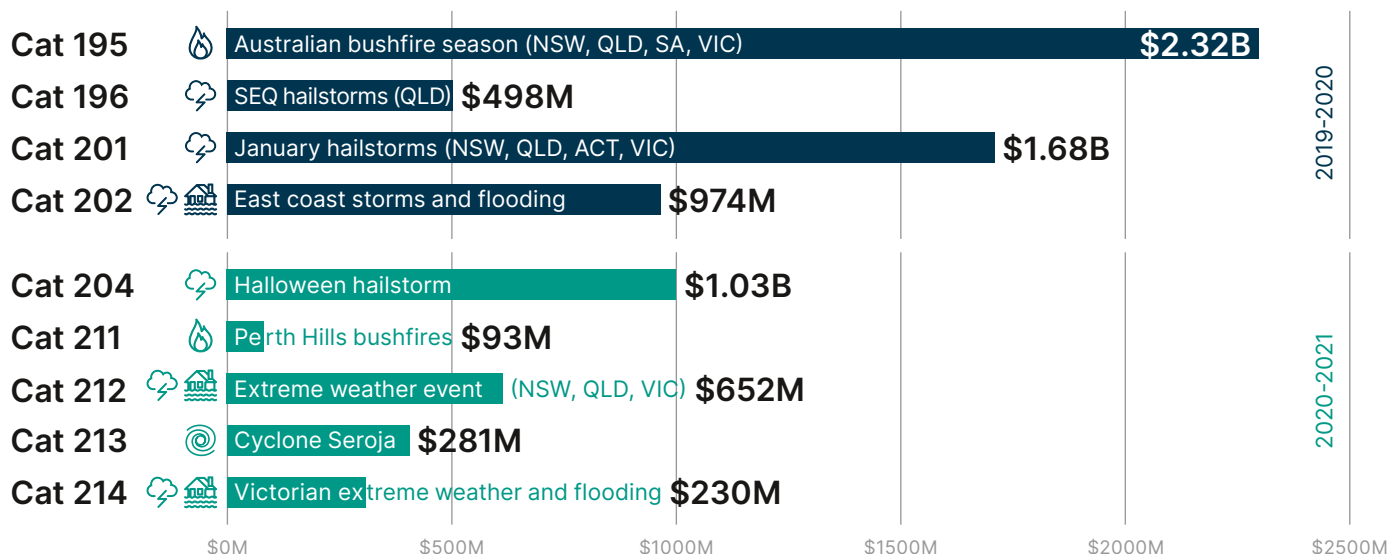 Cat 195 Australian bushfire season (NSW, QLD, SA, VIC) $2.32B
Cat 196 SEQ hailstorms (QLD) $498M
Cat 201 January hailstorms (NSW, QLD, ACT, VIC) $1.68B
Cat 202 East coast storms and flooding $974M
2019-2020
Cat 204 Halloween hailstorm $1.03B
Cat 211 Perth Hills bushfires $93M
Cat 212 Extreme weather event (NSW, QLD, VIC) $652M
Cat 213 Cyclone Seroja $281M
Cat 214 Victorian extreme weather and flooding $230M
2020-2021
$0M $500M $1000M $1500M $2000M $2500M